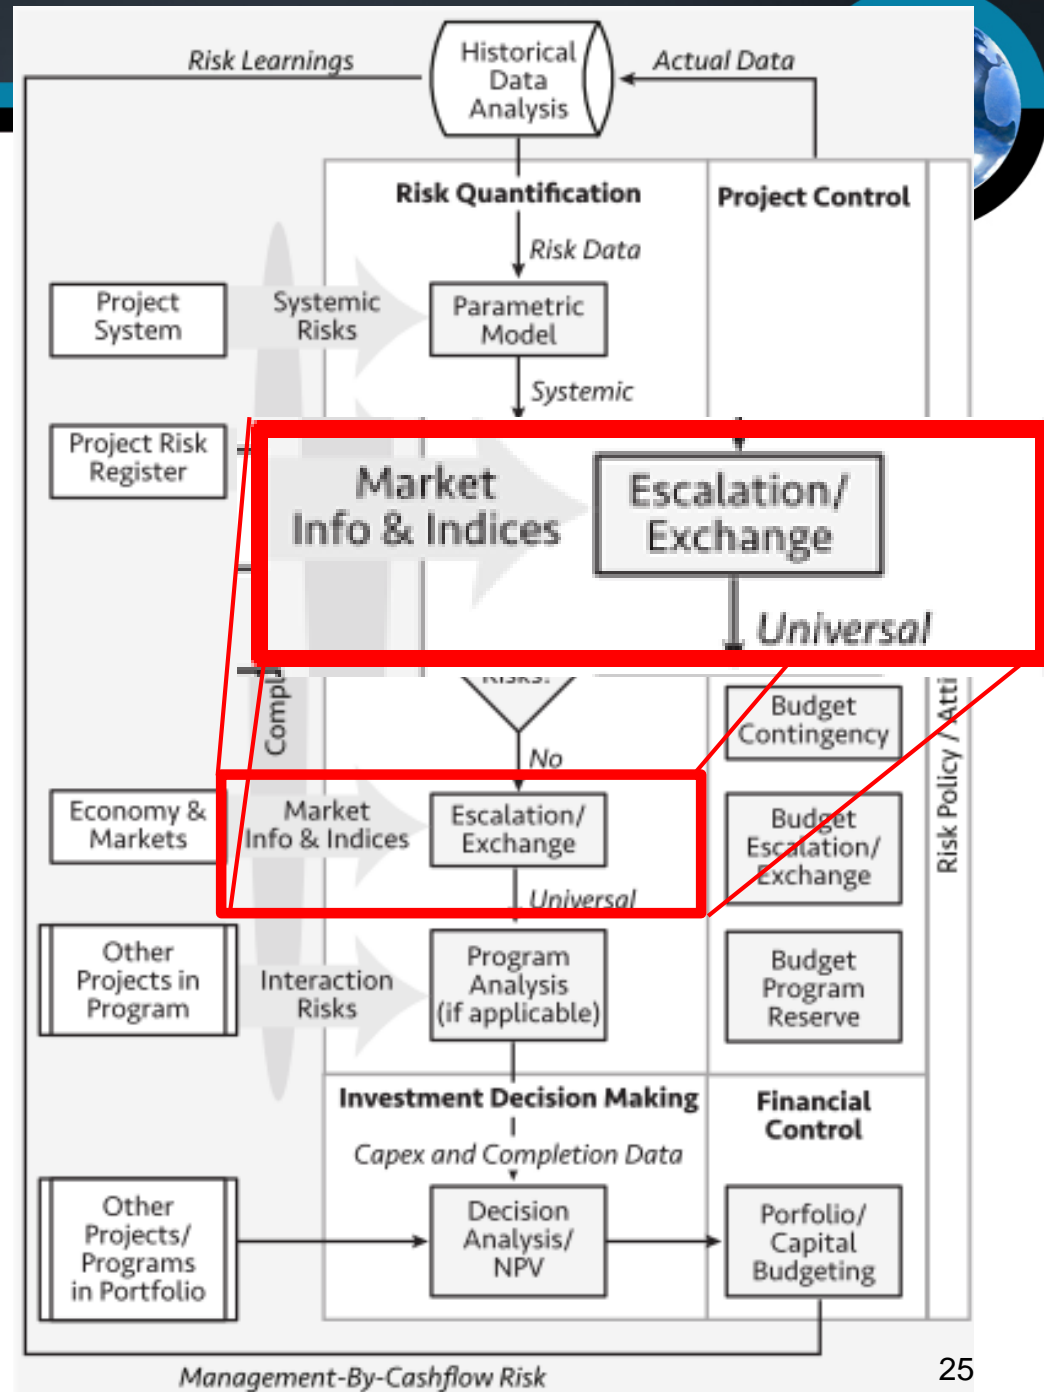 Risk Learnings
Historical
Data
Analysis
Actual Data
Risk Quantification
Project Control
Risk Data
Project
System
Systemic
Risks
Parametric
Model
Systemic
Project Risk
Register
Market
Info & Indices
Escalation/
Exchange
Universal
Budget
Contingency
No
Economy &
Markets
Market
Info & Indices
Escalation/
Exchange
Budget
Escalation/
Exchange
Risk Policy /
Universal
Other
Projects in
Program
Interaction
Risks
Program
Analysis
(if applicable)
Budget
Program
Reserve
Investment Decision Making
Financial
Control
Capex and Completion Data
Other
Projects/
Programs
in Portfolio
Decision
Analysis/
NPV
Porfolio/
Capital
Budgeting
Management-By-Cashflow Risk
25